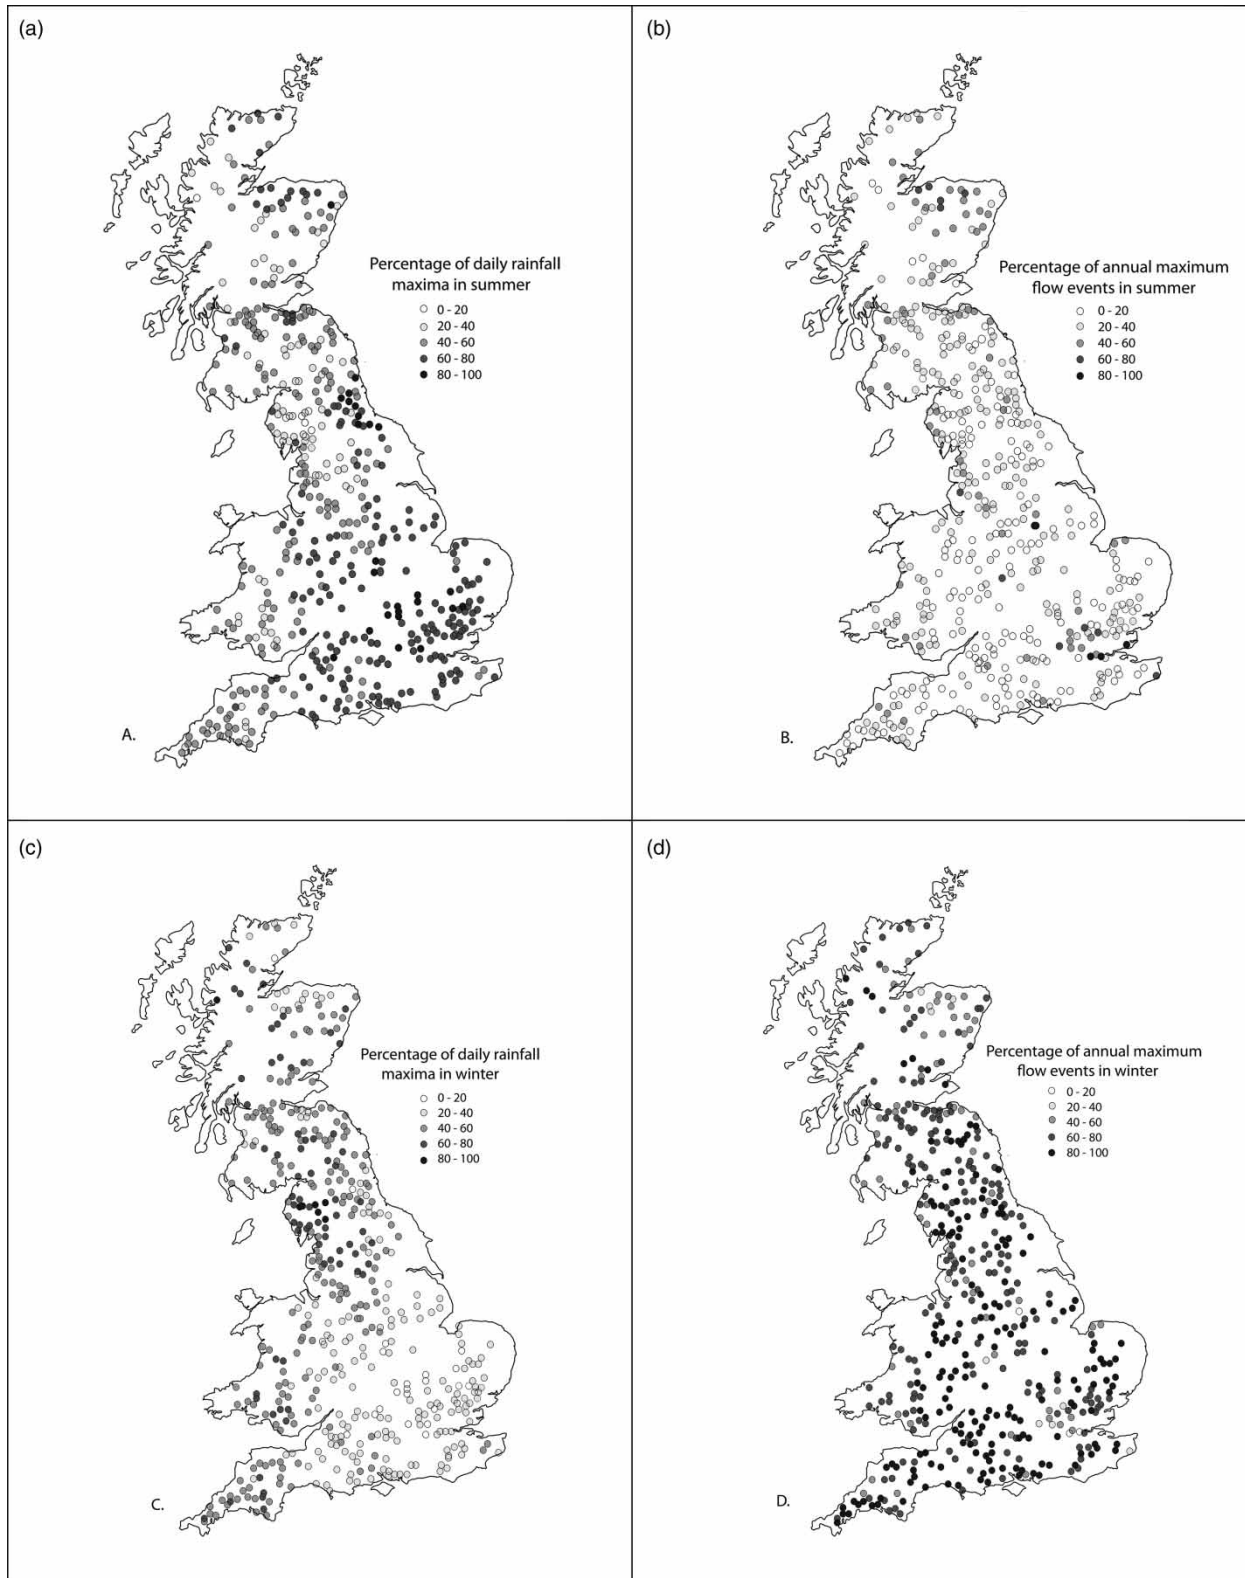 (a)
Percentage of daily rainfall
maxima in summer
0 - 20
20 - 40
40 - 60
60 - 80
80 - 100
A.
(b)
Percentage of annual maximum
flow events in summer
0 - 20
20 - 40
40 - 60
60 - 80
80 - 100
B.
(c)
Percentage of daily rainfall
maxima in winter
0 - 20
20 - 40
40 - 60
60 - 80
80 - 100
C.
(d)
Percentage of annual maximum
flow events in winter
0 - 20
20 - 40
40 - 60
60 - 80
80 - 100
D.